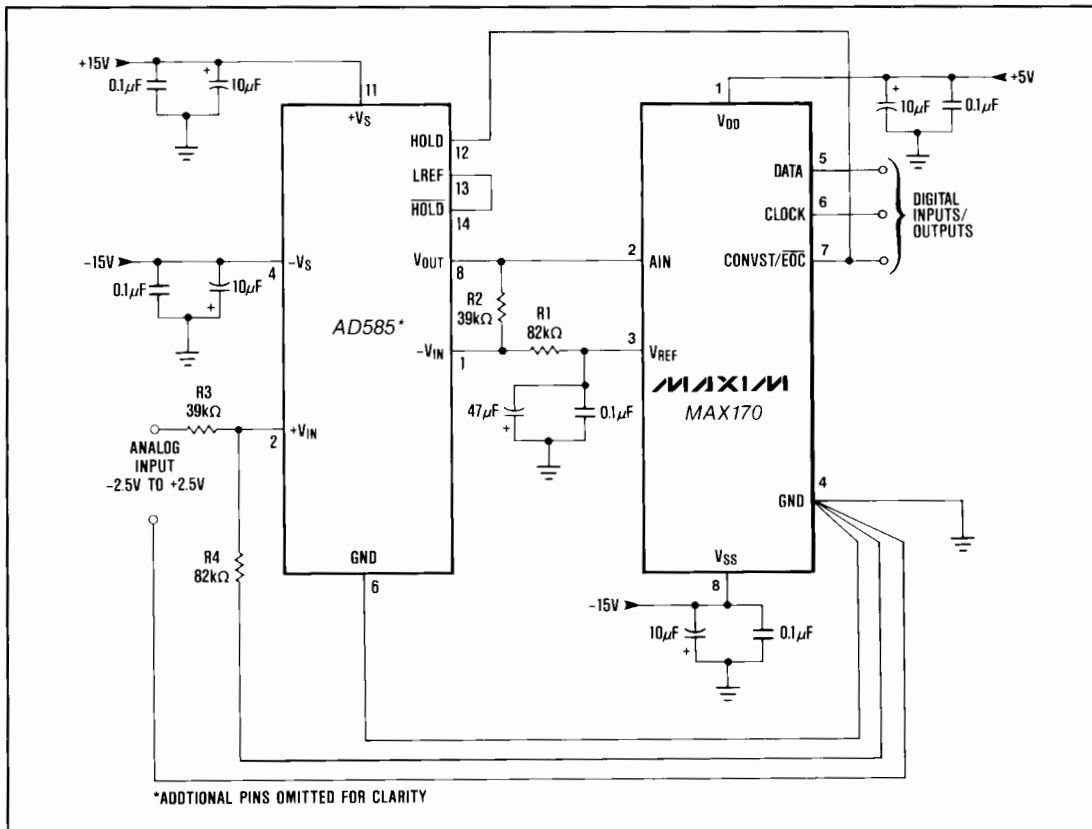 +15V
0.1µF
+
10µF
11
+VS
HOLD
12
LREF
13
HOLD
14
-15V
4
-VS
0.1µF
10µF
+
VOUT
8
AD585*
-VIN
1
R2
39kΩ
R1
82kΩ
47µF
+
0.1µF
R3
39kΩ
2
+VIN
ANALOG
INPUT
-2.5V TO +2.5V
R4
82kΩ
GND
6
1
VDD
+5V
+
10µF
0.1µF
DATA
5
CLOCK
6
CONVST/EOC
7
DIGITAL
INPUTS/
OUTPUTS
2
AIN
3
VREF
MAXIM
MAX170
GND
4
VSS
8
-15V
10µF
+
0.1µF
*ADDTIONAL PINS OMITTED FOR CLARITY